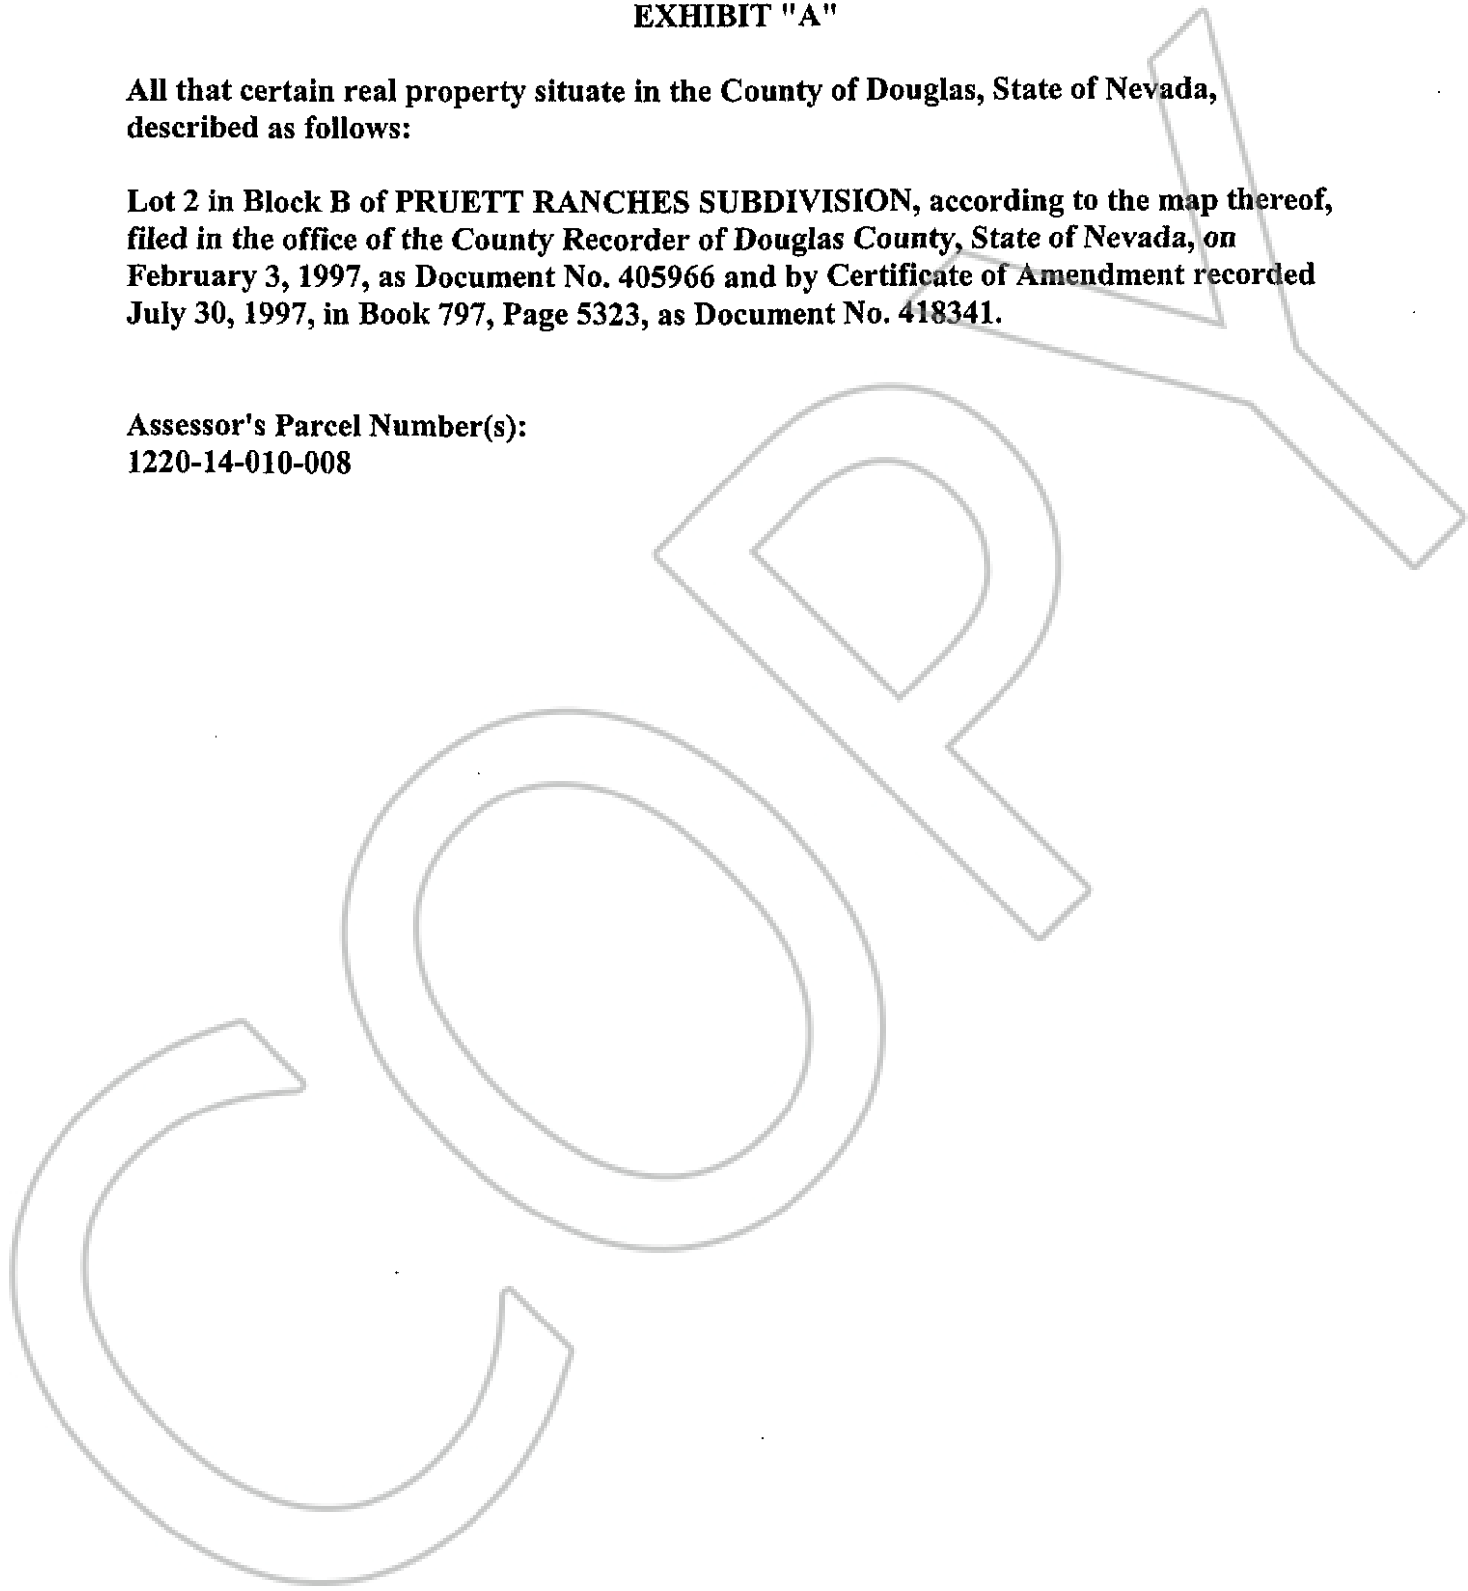 EXHIBIT "A"
All that certain real property situate in the County of Douglas, State of Nevada,
described as follows:
Lot 2 in Block B of PRUETT RANCHES SUBDIVISION, according to the map thereof,
filed in the office of the County Recorder of Douglas County, State of Nevada, on
February 3, 1997, as Document No. 405966 and by Certificate of Amendment recorded
July 30, 1997, in Book 797, Page 5323, as Document No. 418341.
Assessor's Parcel Number(s):
1220-14-010-008
COPY